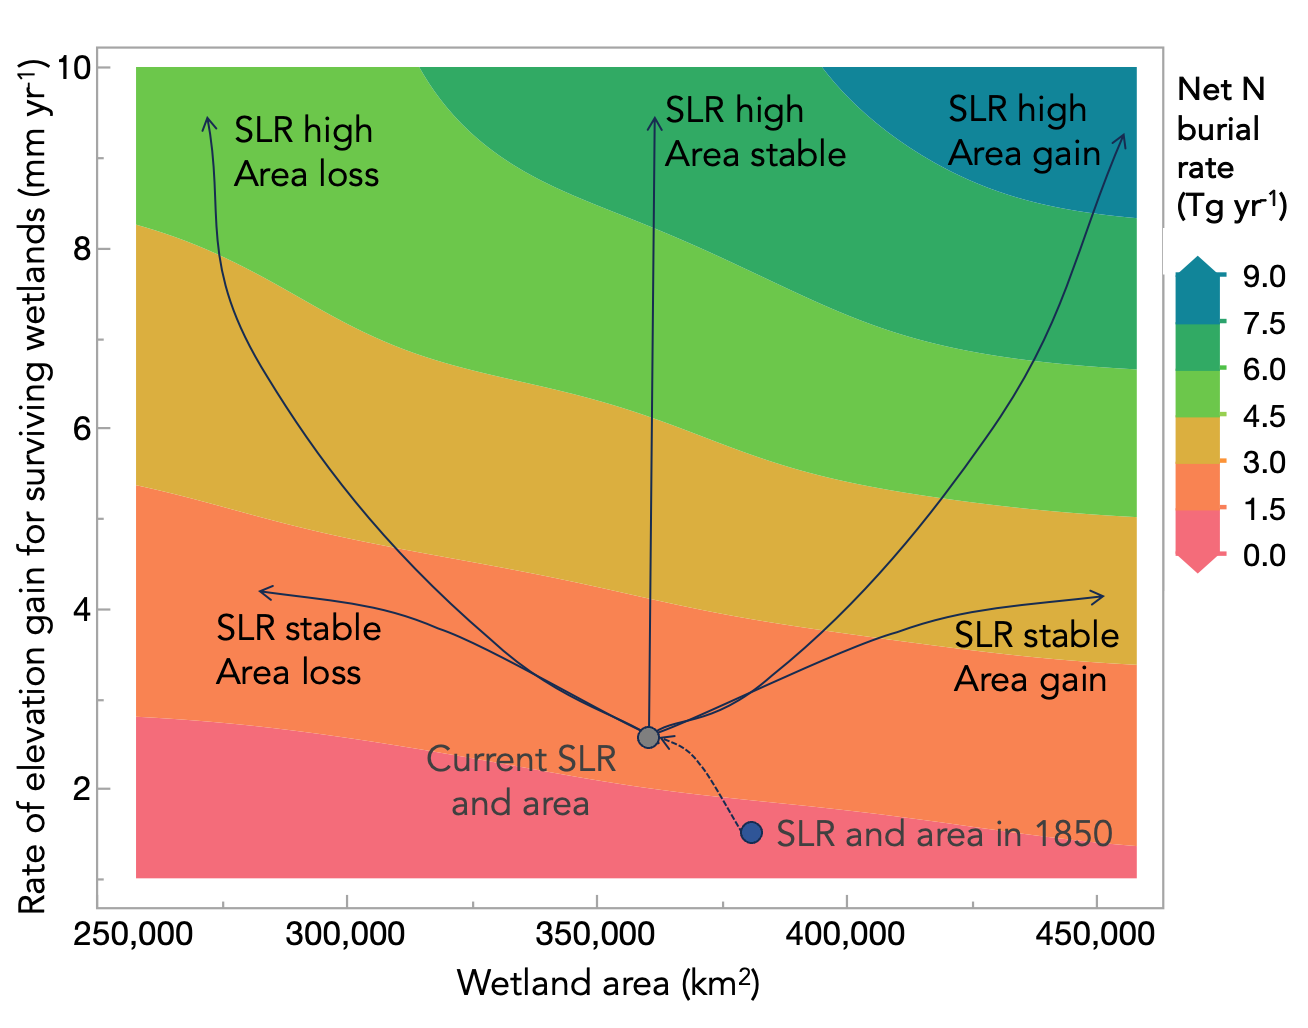 Rate of elevation gain for surviving wetlands (mm yr⁻¹)
10
8
6
4
2
SLR high
Area loss
SLR high
Area stable
SLR high
Area gain
SLR stable
Area loss
SLR stable
Area gain
Current SLR
and area
SLR and area in 1850
250,000
300,000
350,000
400,000
450,000
Wetland area (km²)
Net N
burial
rate
(Tg yr⁻¹)
9.0
7.5
6.0
4.5
3.0
1.5
0.0